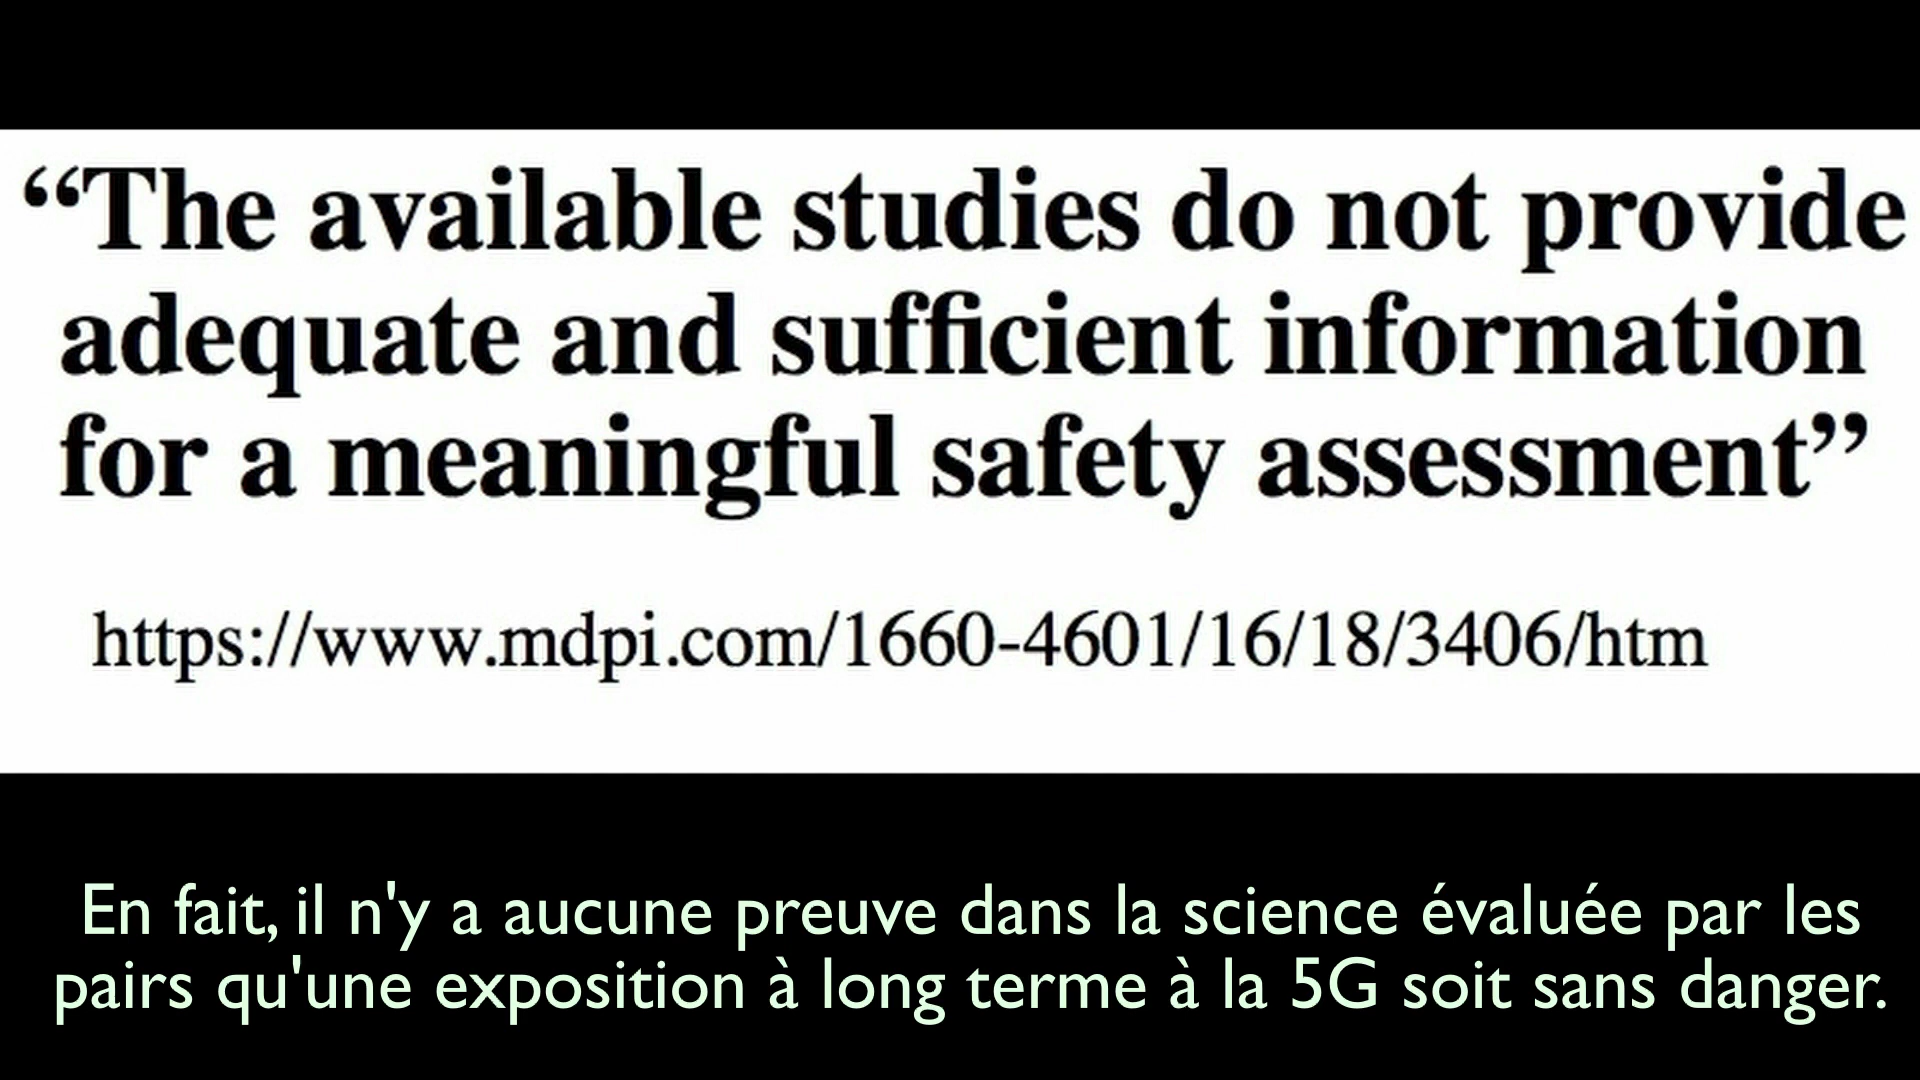 “The available studies do not provide
adequate and sufficient information
for a meaningful safety assessment”
https://www.mdpi.com/1660-4601/16/18/3406/htm
En fait, il n'y a aucune preuve dans la science évaluée par les
pairs qu'une exposition à long terme à la 5G soit sans danger.